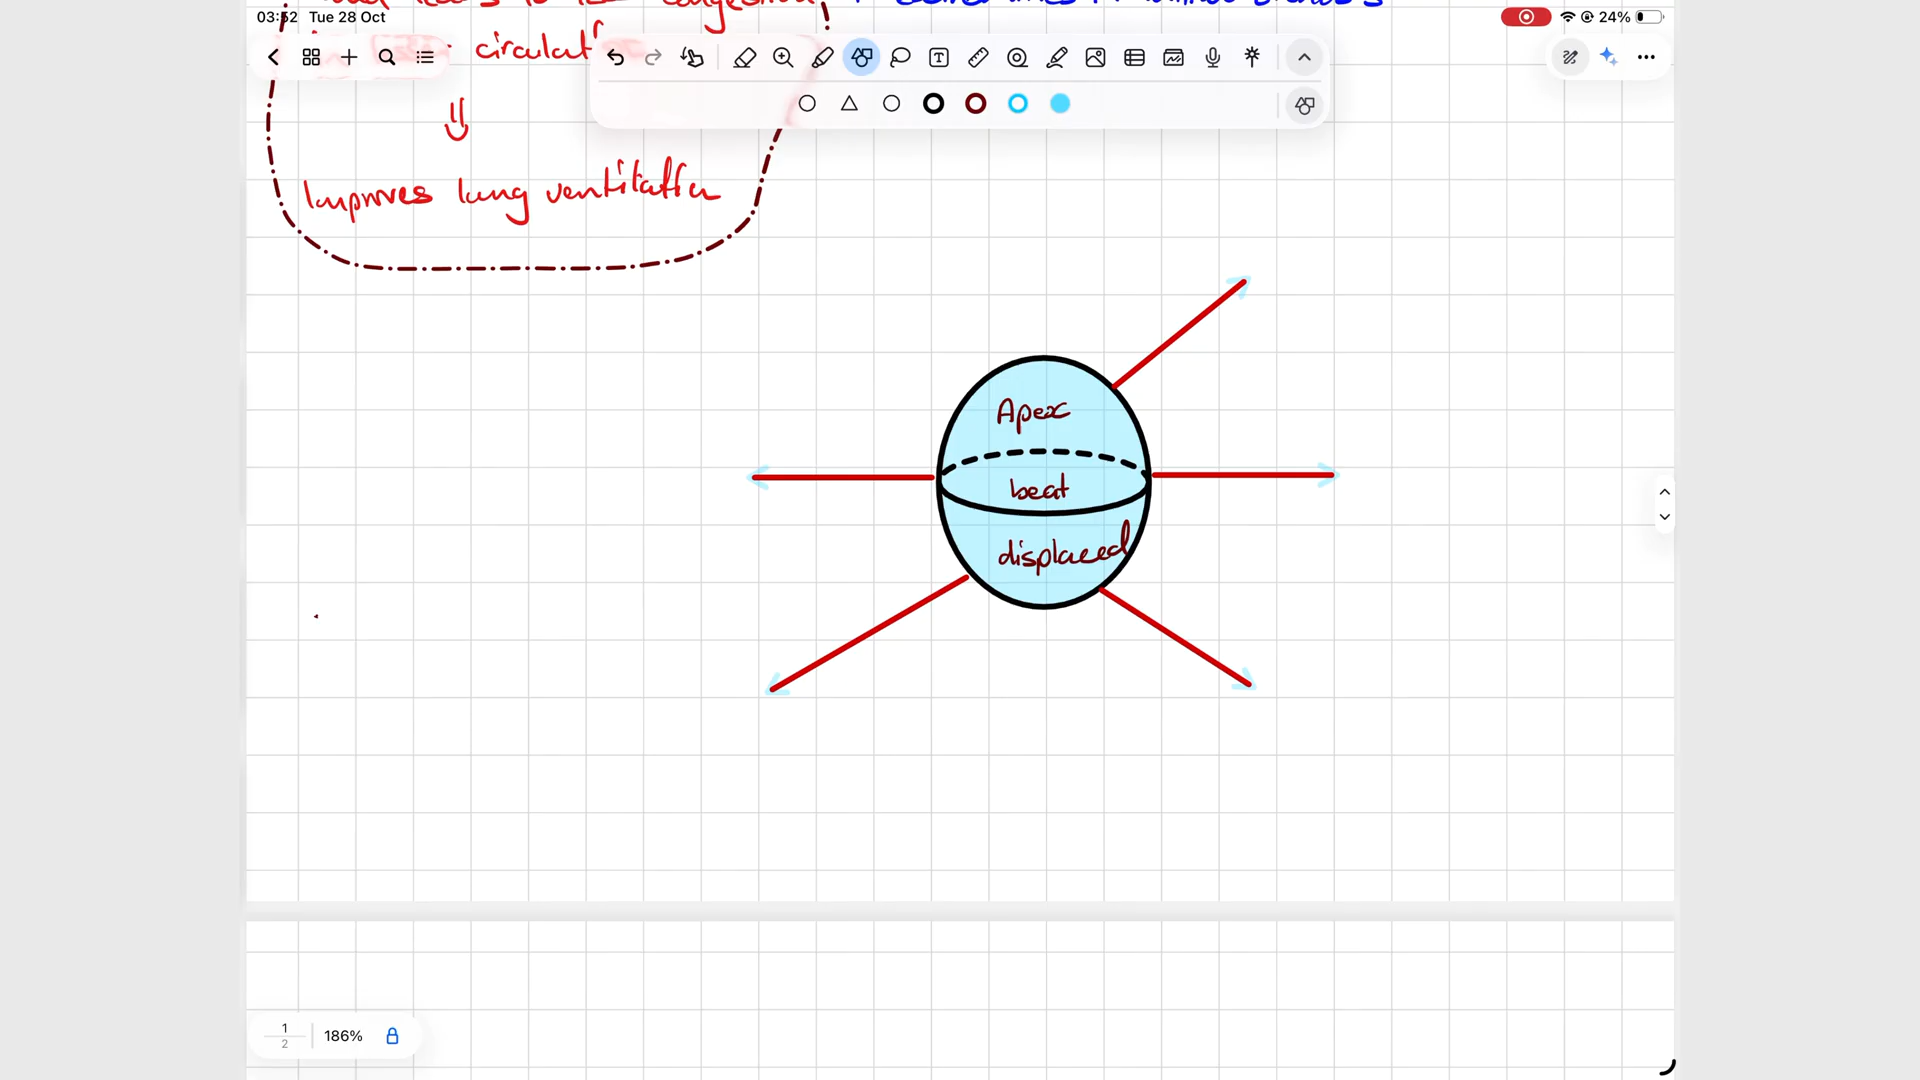 03:52 Tue 28 Oct
24%
circulat
Improves lung ventilation
Apex
beat
displaced
1
2
186%